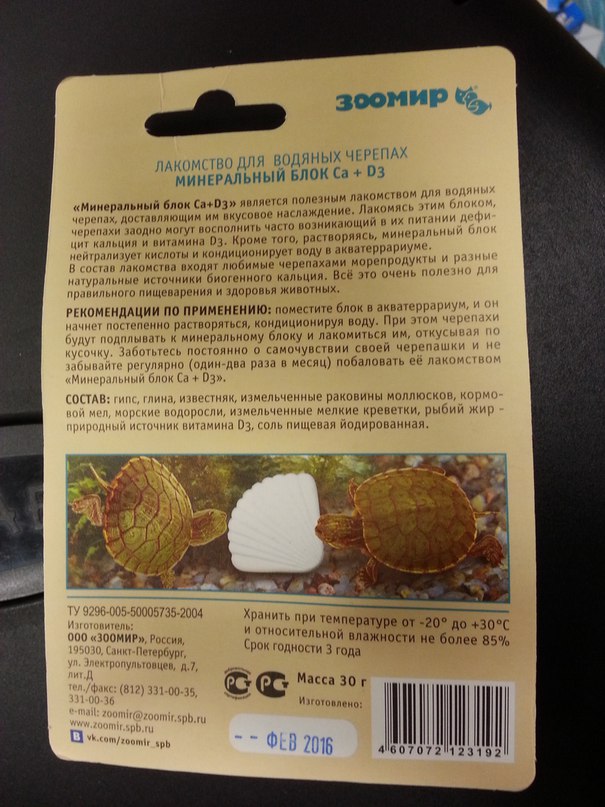 ЗООМИР
ЛАКОМСТВО ДЛЯ ВОДЯНЫХ ЧЕРЕПАХ
МИНЕРАЛЬНЫЙ БЛОК Ca + D3
«Минеральный блок Ca+D3» является полезным лакомством для водяных
черепах, доставляющим им вкусовое наслаждение. Лакомясь этим блоком,
черепахи заодно могут восполнить часто возникающий в их питании дефи-
цит кальция и витамина D3. Кроме того, растворяясь, минеральный блок
нейтрализует кислоты и кондиционирует воду в акватеррариуме.
В состав лакомства входят любимые черепахами морепродукты и разные
натуральные источники биогенного кальция. Всё это очень полезно для
правильного пищеварения и здоровья животных.
РЕКОМЕНДАЦИИ ПО ПРИМЕНЕНИЮ: поместите блок в акватеррариум, и он
начнет постепенно растворяться, кондиционируя воду. При этом черепахи
будут подплывать к минеральному блоку и лакомиться им, откусывая по
кусочку. Заботьтесь постоянно о самочувствии своей черепашки и не
забывайте регулярно (один-два раза в месяц) побаловать её лакомством
«Минеральный блок Ca + D3».
СОСТАВ: гипс, глина, известняк, измельченные раковины моллюсков, кормо-
вой мел, морские водоросли, измельченные мелкие креветки, рыбий жир -
природный источник витамина D3, соль пищевая йодированная.
ТУ 9296-005-50005735-2004
Изготовитель:
ООО «ЗООМИР», Россия,
195030, Санкт-Петербург,
ул. Электропультовцев, д.7,
лит.Д
тел./факс: (812) 331-00-35,
331-00-36
e-mail: zoomir@zoomir.spb.ru
www.zoomir.spb.ru
B vk.com/zoomir_spb
Хранить при температуре от -20° до +30°С
и относительной влажности не более 85%
Срок годности 3 года
Масса 30 г
Изготовлено:
-- ФЕВ 2016
4 607072 123192